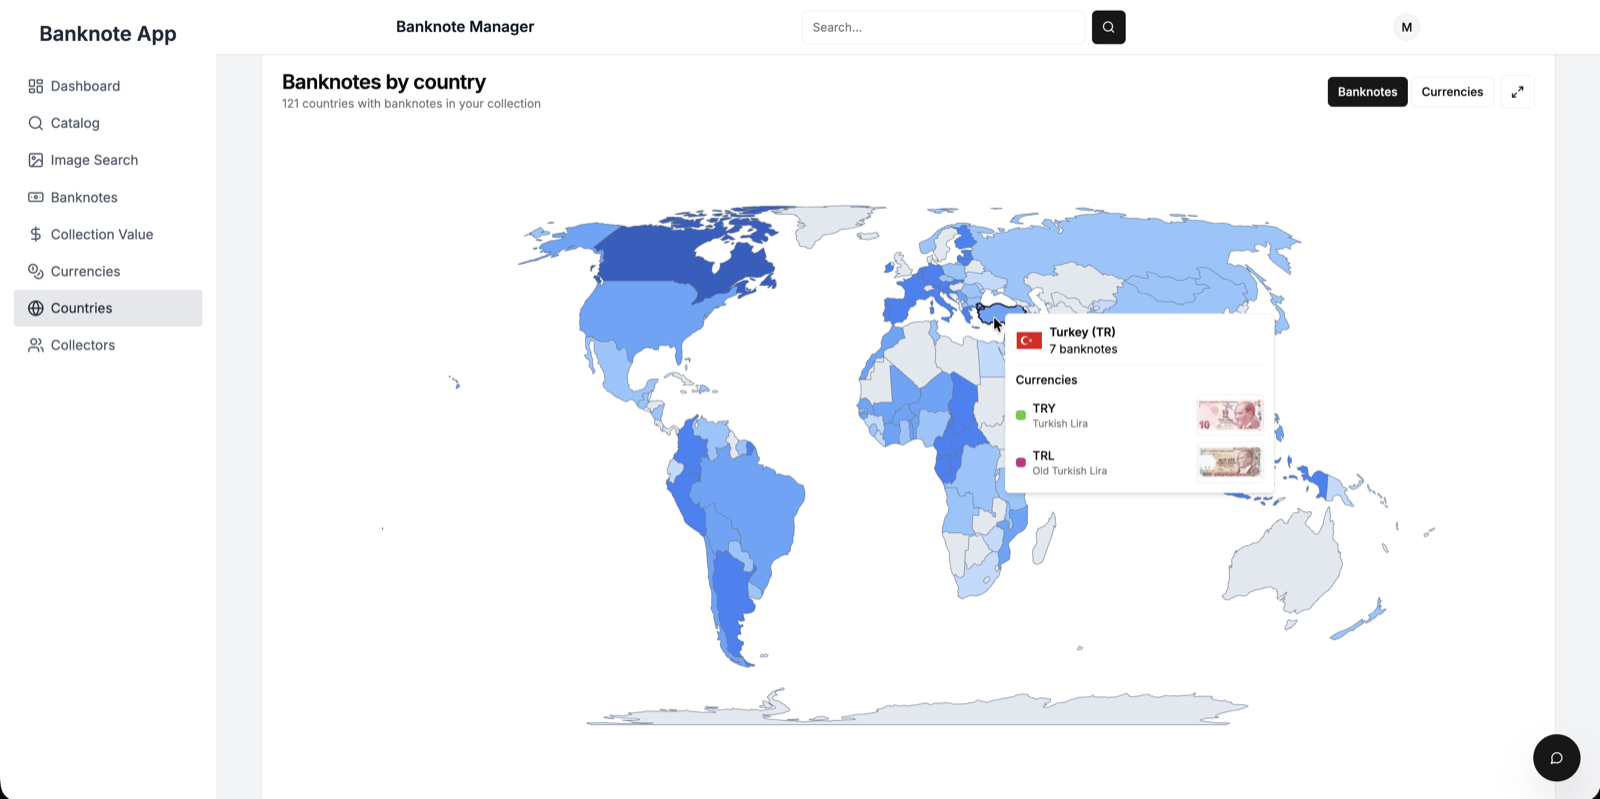 Banknote App
Banknote Manager
Search...
M
Dashboard
Catalog
Image Search
Banknotes
Collection Value
Currencies
Countries
Collectors
Banknotes by country
121 countries with banknotes in your collection
Banknotes
Currencies
Turkey (TR)
7 banknotes
Currencies
TRY
Turkish Lira
10
TRL
Old Turkish Lira